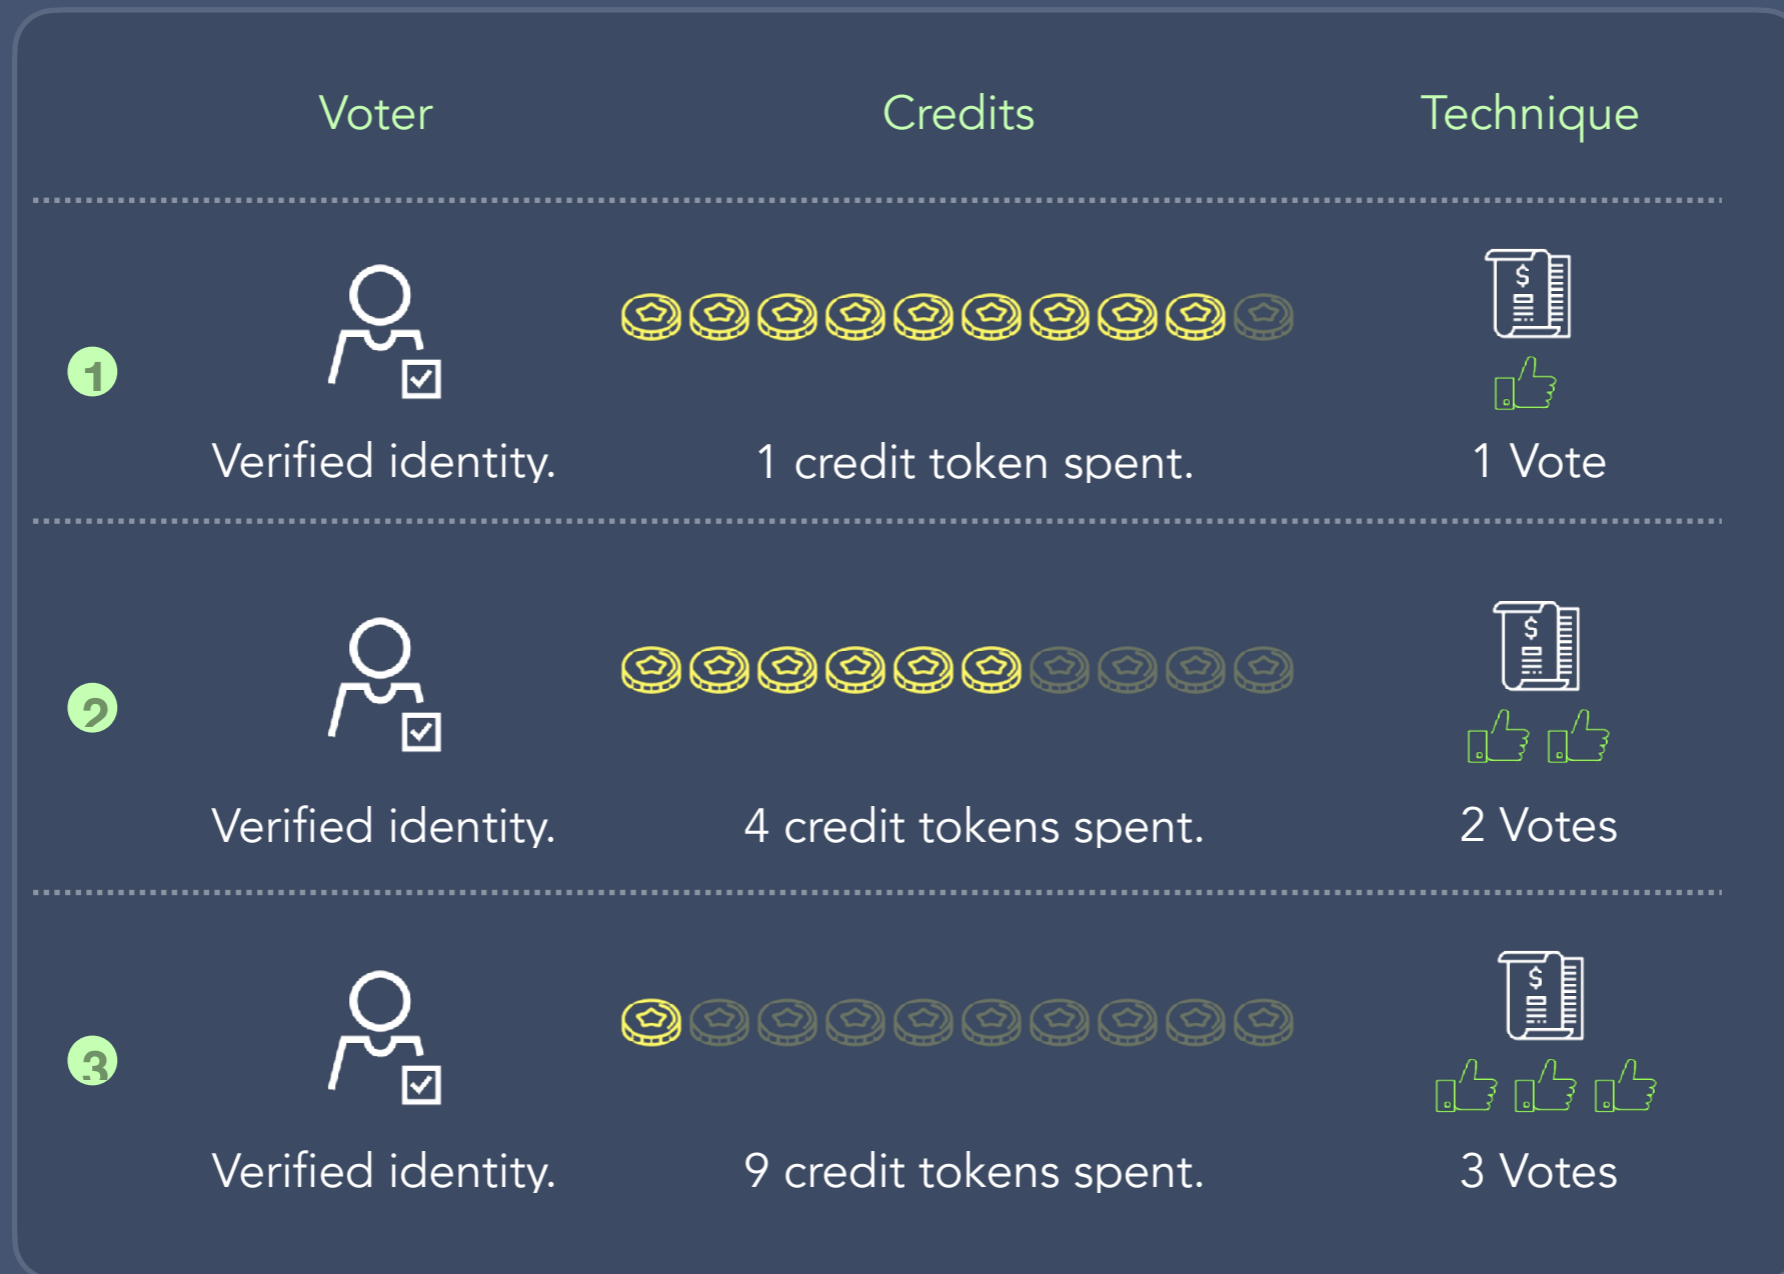 Voter Credits Technique
1
Verified identity. 1 credit token spent. 1 Vote
2
Verified identity. 4 credit tokens spent. 2 Votes
3
Verified identity. 9 credit tokens spent. 3 Votes